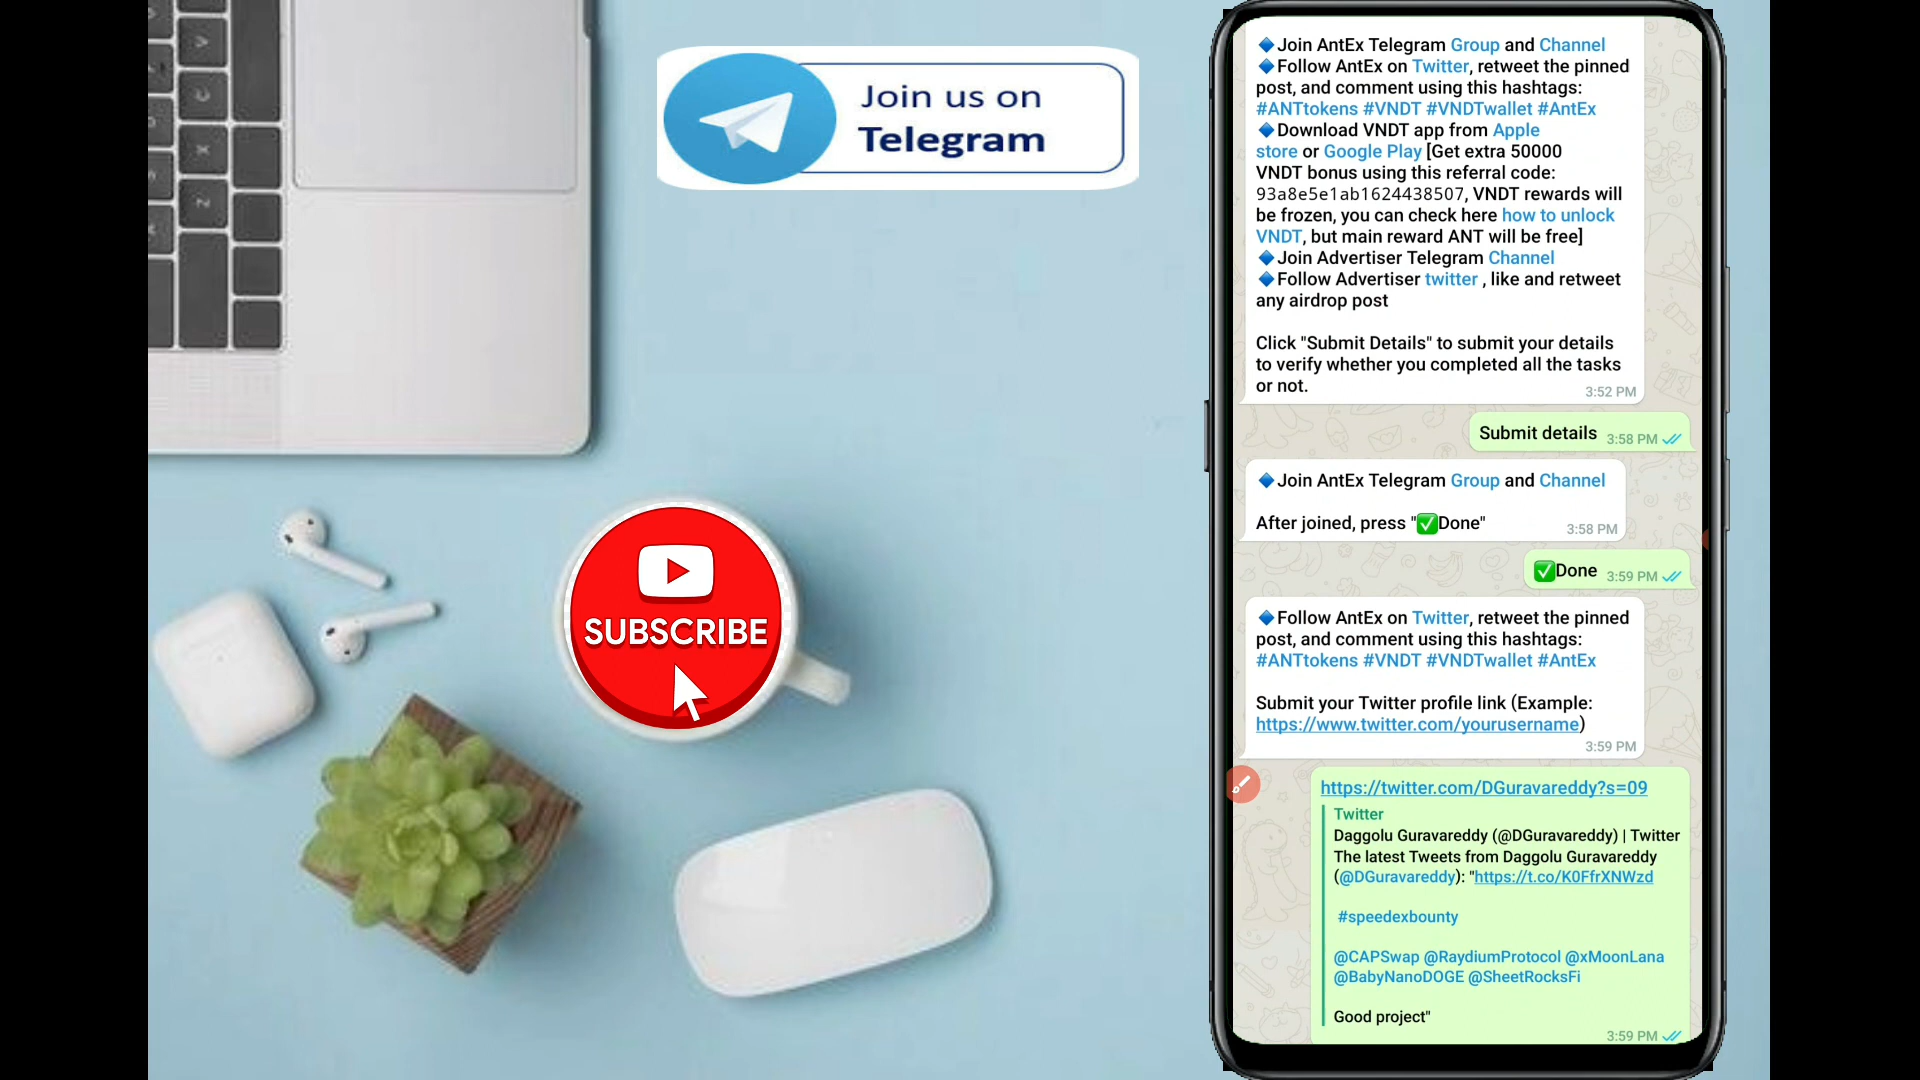 Join us on
Telegram
SUBSCRIBE
🔷Join AntEx Telegram Group and Channel
🔷Follow AntEx on Twitter, retweet the pinned
post, and comment using this hashtags:
#ANTtokens #VNDT #VNDTwallet #AntEx
🔷Download VNDT app from Apple
store or Google Play [Get extra 50000
VNDT bonus using this referral code:
93a8e5e1ab1624438507, VNDT rewards will
be frozen, you can check here how to unlock
VNDT, but main reward ANT will be free]
🔷Join Advertiser Telegram Channel
🔷Follow Advertiser twitter , like and retweet
any airdrop post
Click "Submit Details" to submit your details
to verify whether you completed all the tasks
or not.
3:52 PM
Submit details 3:58 PM
🔷Join AntEx Telegram Group and Channel
After joined, press "✅Done"
3:58 PM
✅Done 3:59 PM
🔷Follow AntEx on Twitter, retweet the pinned
post, and comment using this hashtags:
#ANTtokens #VNDT #VNDTwallet #AntEx
Submit your Twitter profile link (Example:
https://www.twitter.com/yourusername)
3:59 PM
https://twitter.com/DGuravareddy?s=09
Twitter
Daggolu Guravareddy (@DGuravareddy) | Twitter
The latest Tweets from Daggolu Guravareddy
(@DGuravareddy): "https://t.co/K0FfrXNWzd
#speedexbounty
@CAPSwap @RaydiumProtocol @xMoonLana
@BabyNanoDOGE @SheetRocksFi
Good project"
3:59 PM